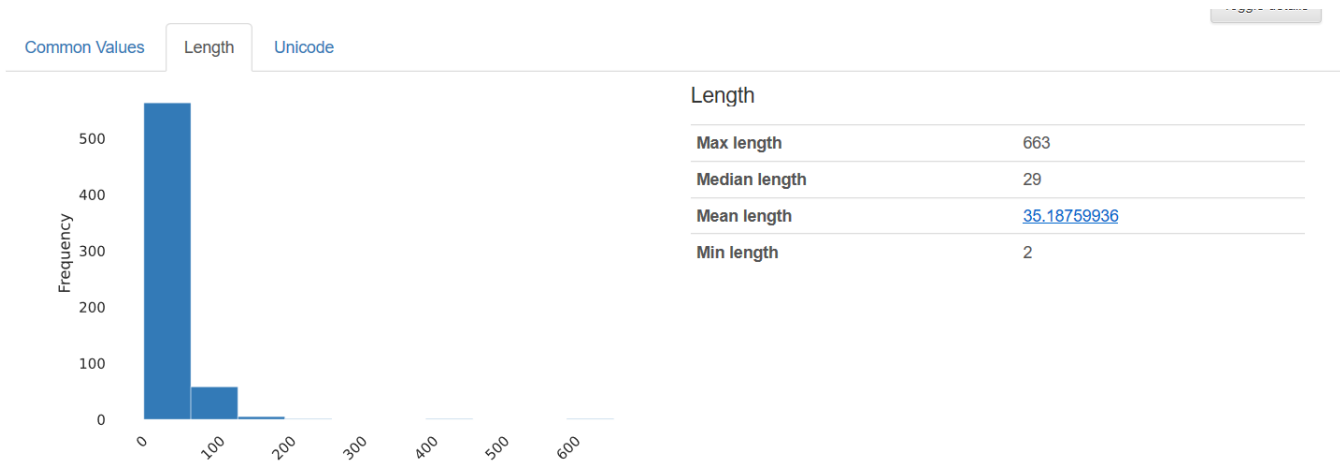 Common Values Length Unicode
Length
Max length 663
Median length 29
Mean length 35.18759936
Min length 2
Frequency
500
400
300
200
100
0
0 100 200 300 400 500 600